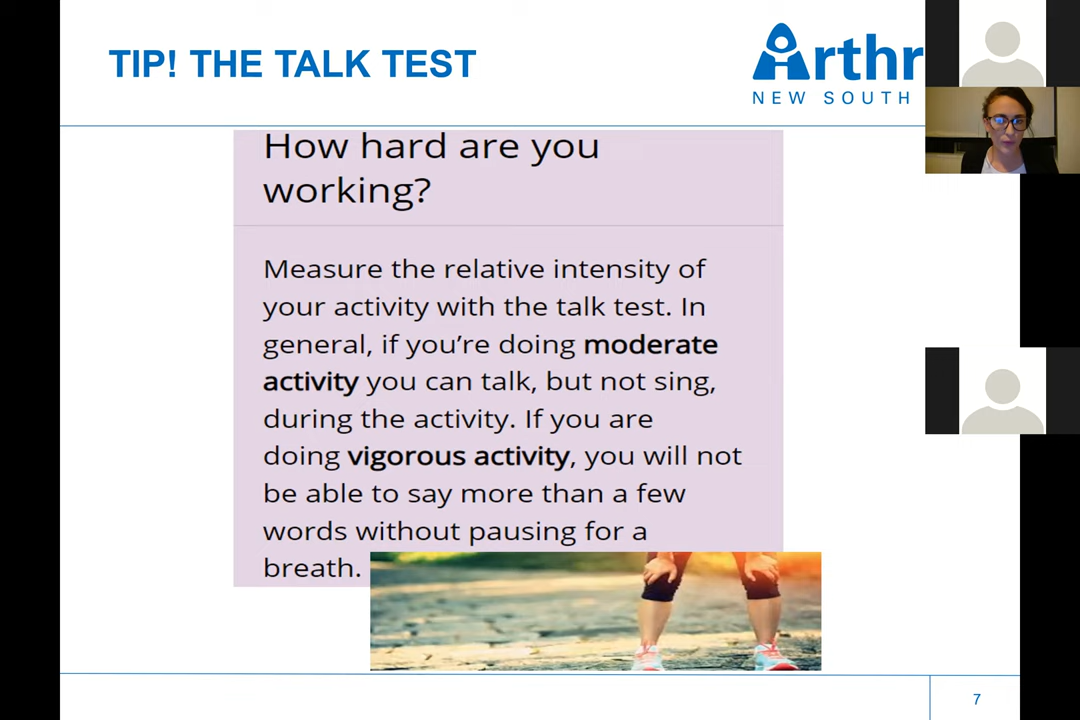 TIP! THE TALK TEST
Arthr
NEW SOUTH
How hard are you
working?
Measure the relative intensity of
your activity with the talk test. In
general, if you’re doing moderate
activity you can talk, but not sing,
during the activity. If you are
doing vigorous activity, you will not
be able to say more than a few
words without pausing for a
breath.
7